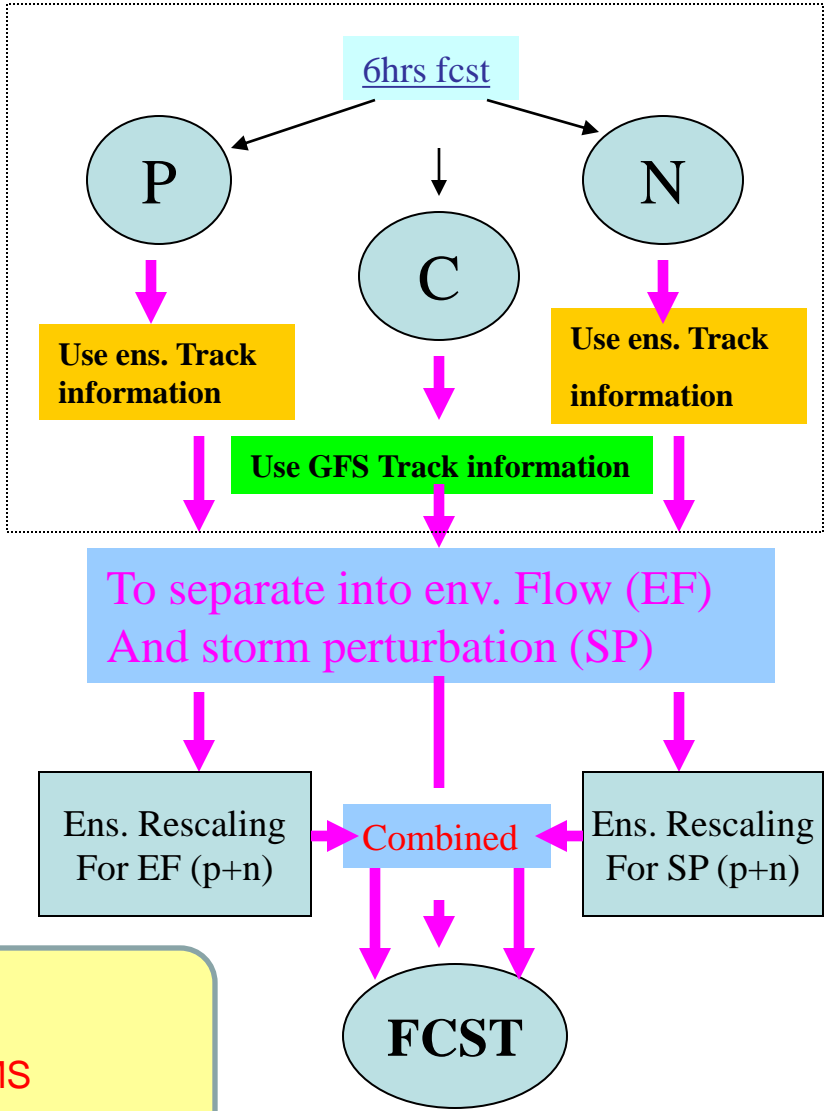 6hrs fcst
P
N
C
Use ens. Track
information
Use ens. Track
information
Use GFS Track information
To separate into env. Flow (EF)
And storm perturbation (SP)
Ens. Rescaling
For EF (p+n)
Combined
Ens. Rescaling
For SP (p+n)
FCST